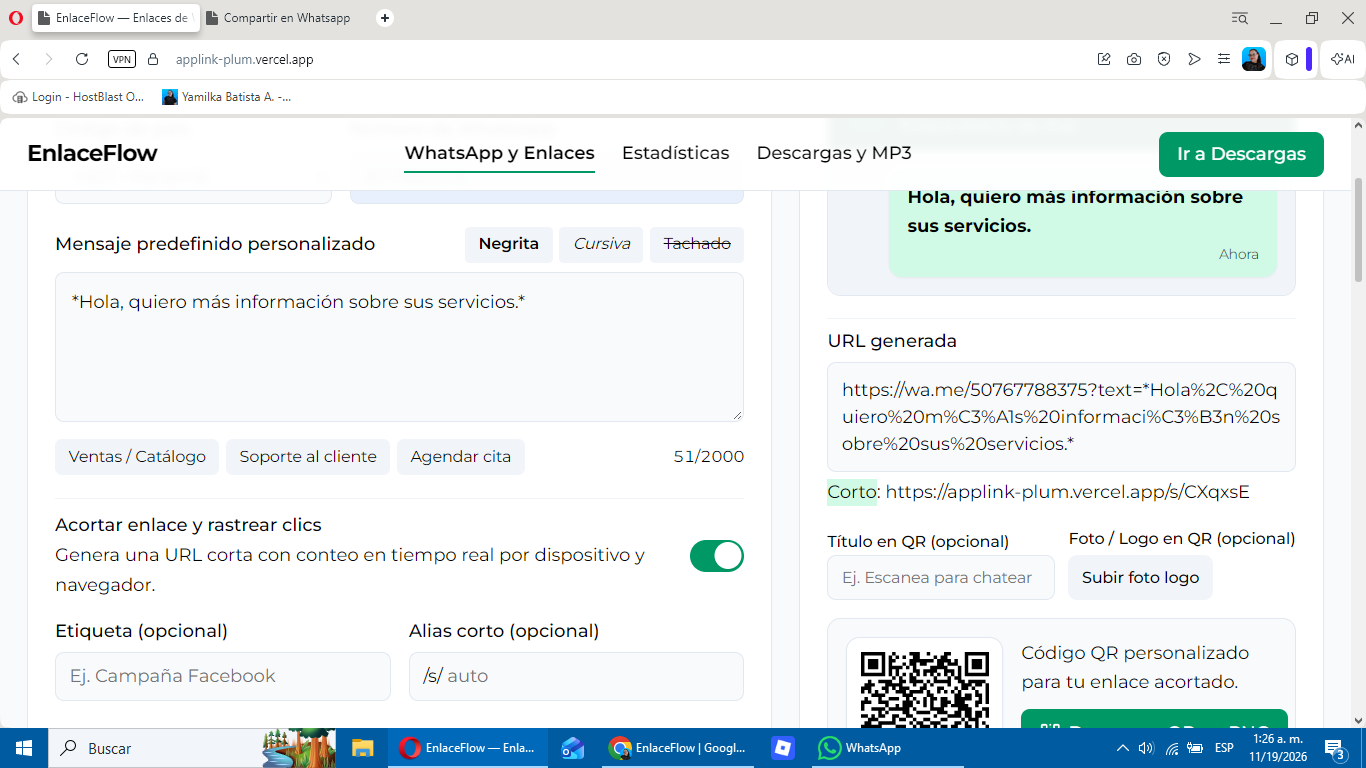 EnlaceFlow — Enlaces de
Compartir en Whatsapp
VPN
applink-plum.vercel.app
AI
Login - HostBlast O...
Yamilka Batista A. -...
EnlaceFlow
WhatsApp y Enlaces
Estadísticas
Descargas y MP3
Ir a Descargas
Mensaje predefinido personalizado
Negrita
Cursiva
Tachado
*Hola, quiero más información sobre sus servicios.*
Ventas / Catálogo
Soporte al cliente
Agendar cita
51/2000
Acortar enlace y rastrear clics
Genera una URL corta con conteo en tiempo real por dispositivo y
navegador.
Etiqueta (opcional)
Alias corto (opcional)
Ej. Campaña Facebook
/s/ auto
Hola, quiero más información sobre
sus servicios.
Ahora
URL generada
https://wa.me/50767788375?text=*Hola%2C%20q
uiero%20m%C3%A1s%20informaci%C3%B3n%20s
obre%20sus%20servicios.*
Corto: https://applink-plum.vercel.app/s/CXqxsE
Título en QR (opcional)
Foto / Logo en QR (opcional)
Ej. Escanea para chatear
Subir foto logo
Código QR personalizado
para tu enlace acortado.
Buscar
EnlaceFlow — Enla...
EnlaceFlow | Googl...
WhatsApp
ESP
1:26 a. m.
11/19/2026
3